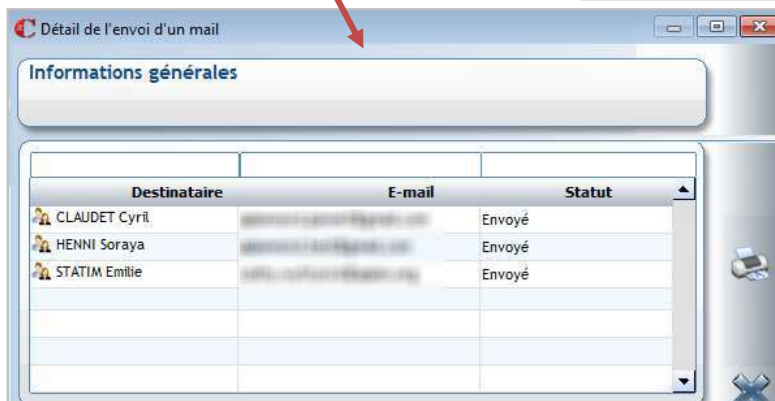 Détail de l'envoi d'un mail
Informations générales
Destinataire E-mail Statut
CLAUDET Cyril Envoyé
HENNI Soraya Envoyé
STATIM Emilie Envoyé